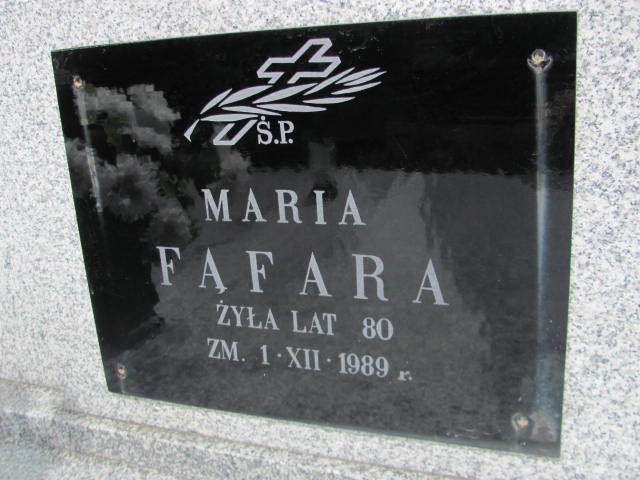 Ś.P.
MARIA
FĄFARA
ŻYŁA LAT 80
ZM. 1·XII·1989 r.